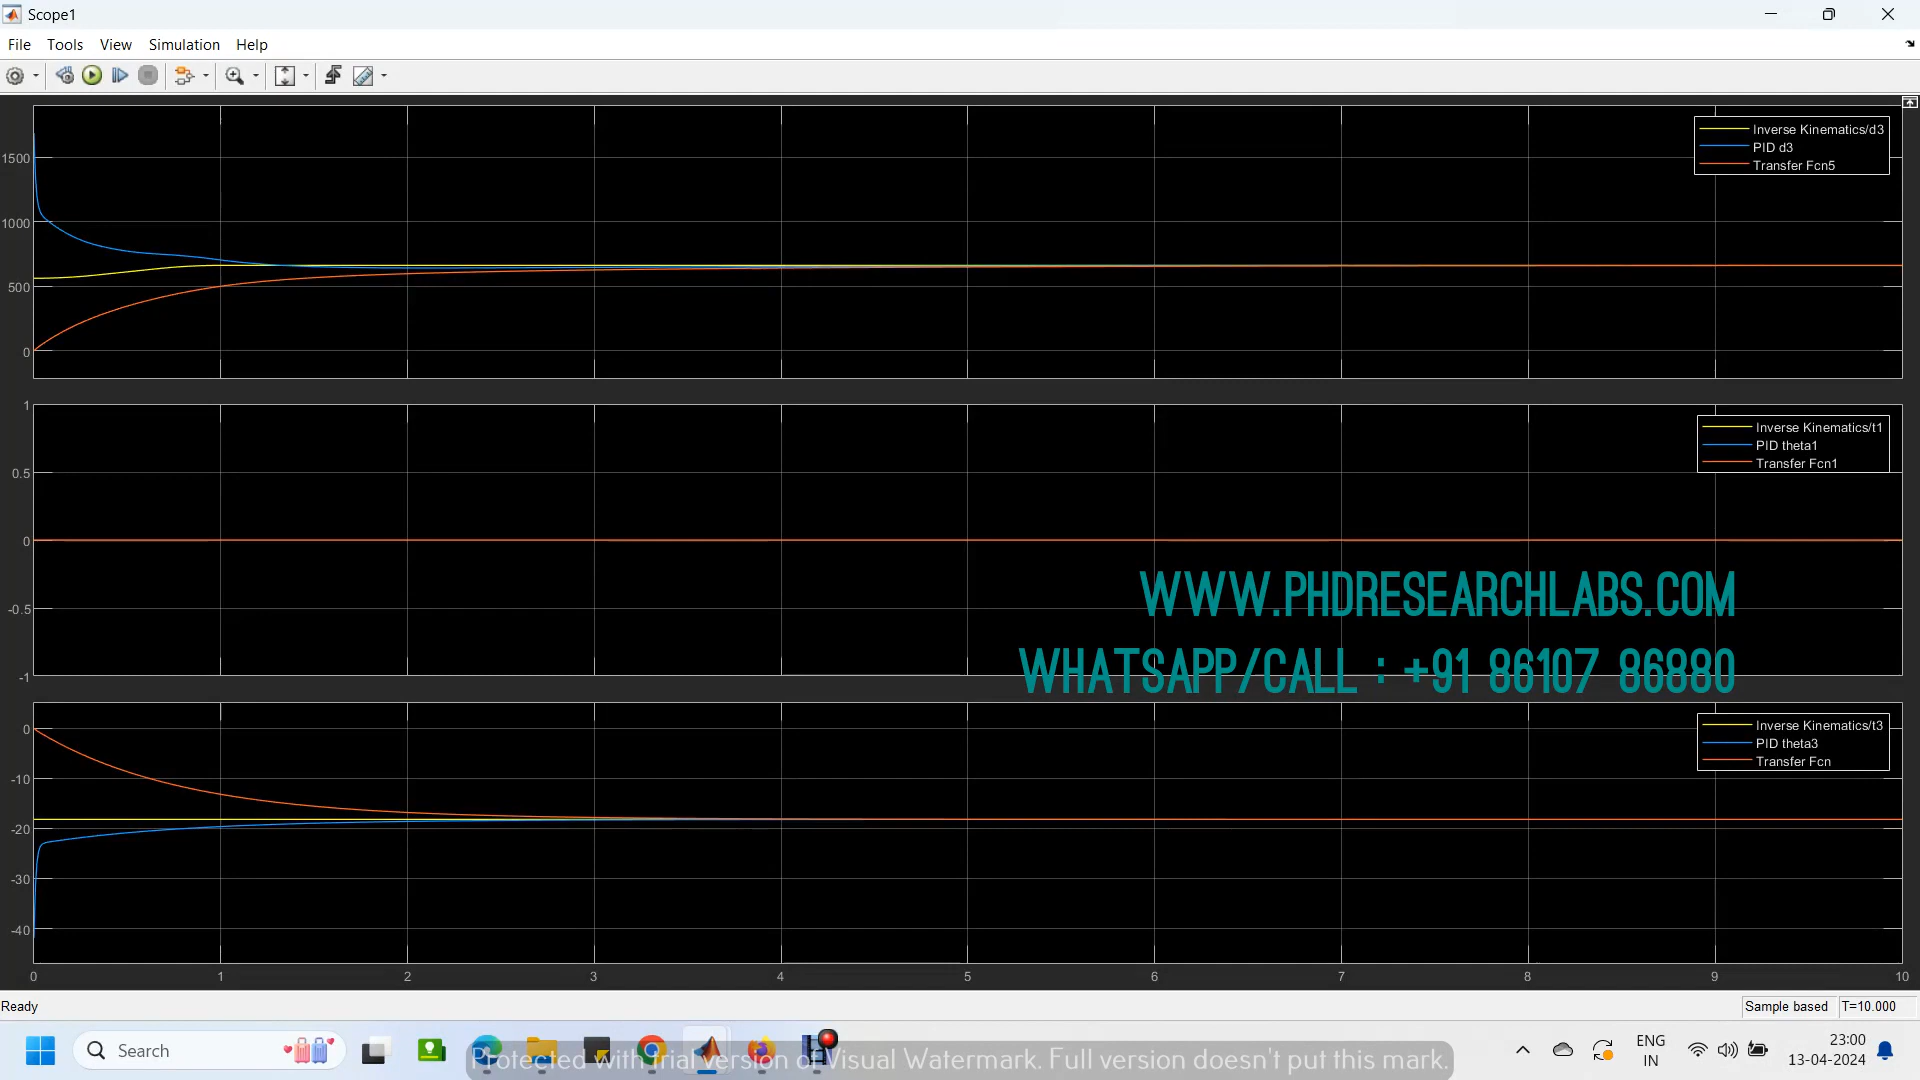 Scope1
File Tools View Simulation Help
1500
1000
500
0
Inverse Kinematics/d3
PID d3
Transfer Fcn5
1
0.5
0
-0.5
-1
Inverse Kinematics/t1
PID theta1
Transfer Fcn1
WWW.PHDRESEARCHLABS.COM
WHATSAPP/CALL : +91 86107 86880
0
-10
-20
-30
-40
Inverse Kinematics/t3
PID theta3
Transfer Fcn
0 1 2 3 4 5 6 7 8 9 10
Ready
Sample based T=10.000
Search
Protected with trial version of Visual Watermark. Full version doesn't put this mark.
ENG
IN
23:00
13-04-2024